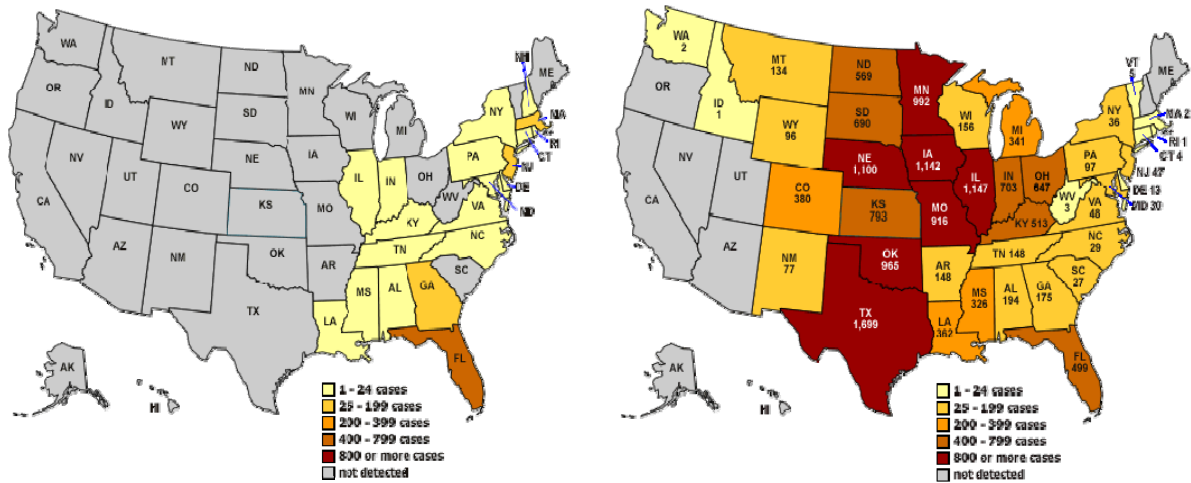 WA
MT
ND
MN
ME
OR
ID
SD
WI
NY
MA
WY
MI
RI
CT
IA
PA
NJ
NE
NV
OH
DE
UT
IL
IN
MD
CO
WV
VA
CA
KS
MO
KY
NC
TN
AZ
NM
OK
AR
SC
MS
AL
GA
TX
LA
AK
FL
HI
1 - 24 cases
25 - 199 cases
200 - 399 cases
400 - 799 cases
800 or more cases
not detected
WA
2
MT
134
ND
569
MN
992
VT
5
ME
OR
ID
1
SD
690
WI
156
NY
36
MA 2
WY
96
MI
341
RI 1
CT 4
IA
1,142
PA
97
NJ 47
NE
1,100
NV
OH
647
DE 13
UT
IL
1,147
IN
703
MD 30
CO
380
WV
3
VA
CA
KS
793
MO
916
KY 513
NC
29
TN 148
AZ
NM
77
OK
965
AR
148
SC
27
MS
326
AL
194
GA
175
TX
1,699
LA
362
AK
FL
499
HI
1 - 24 cases
25 - 199 cases
200 - 399 cases
400 - 799 cases
800 or more cases
not detected